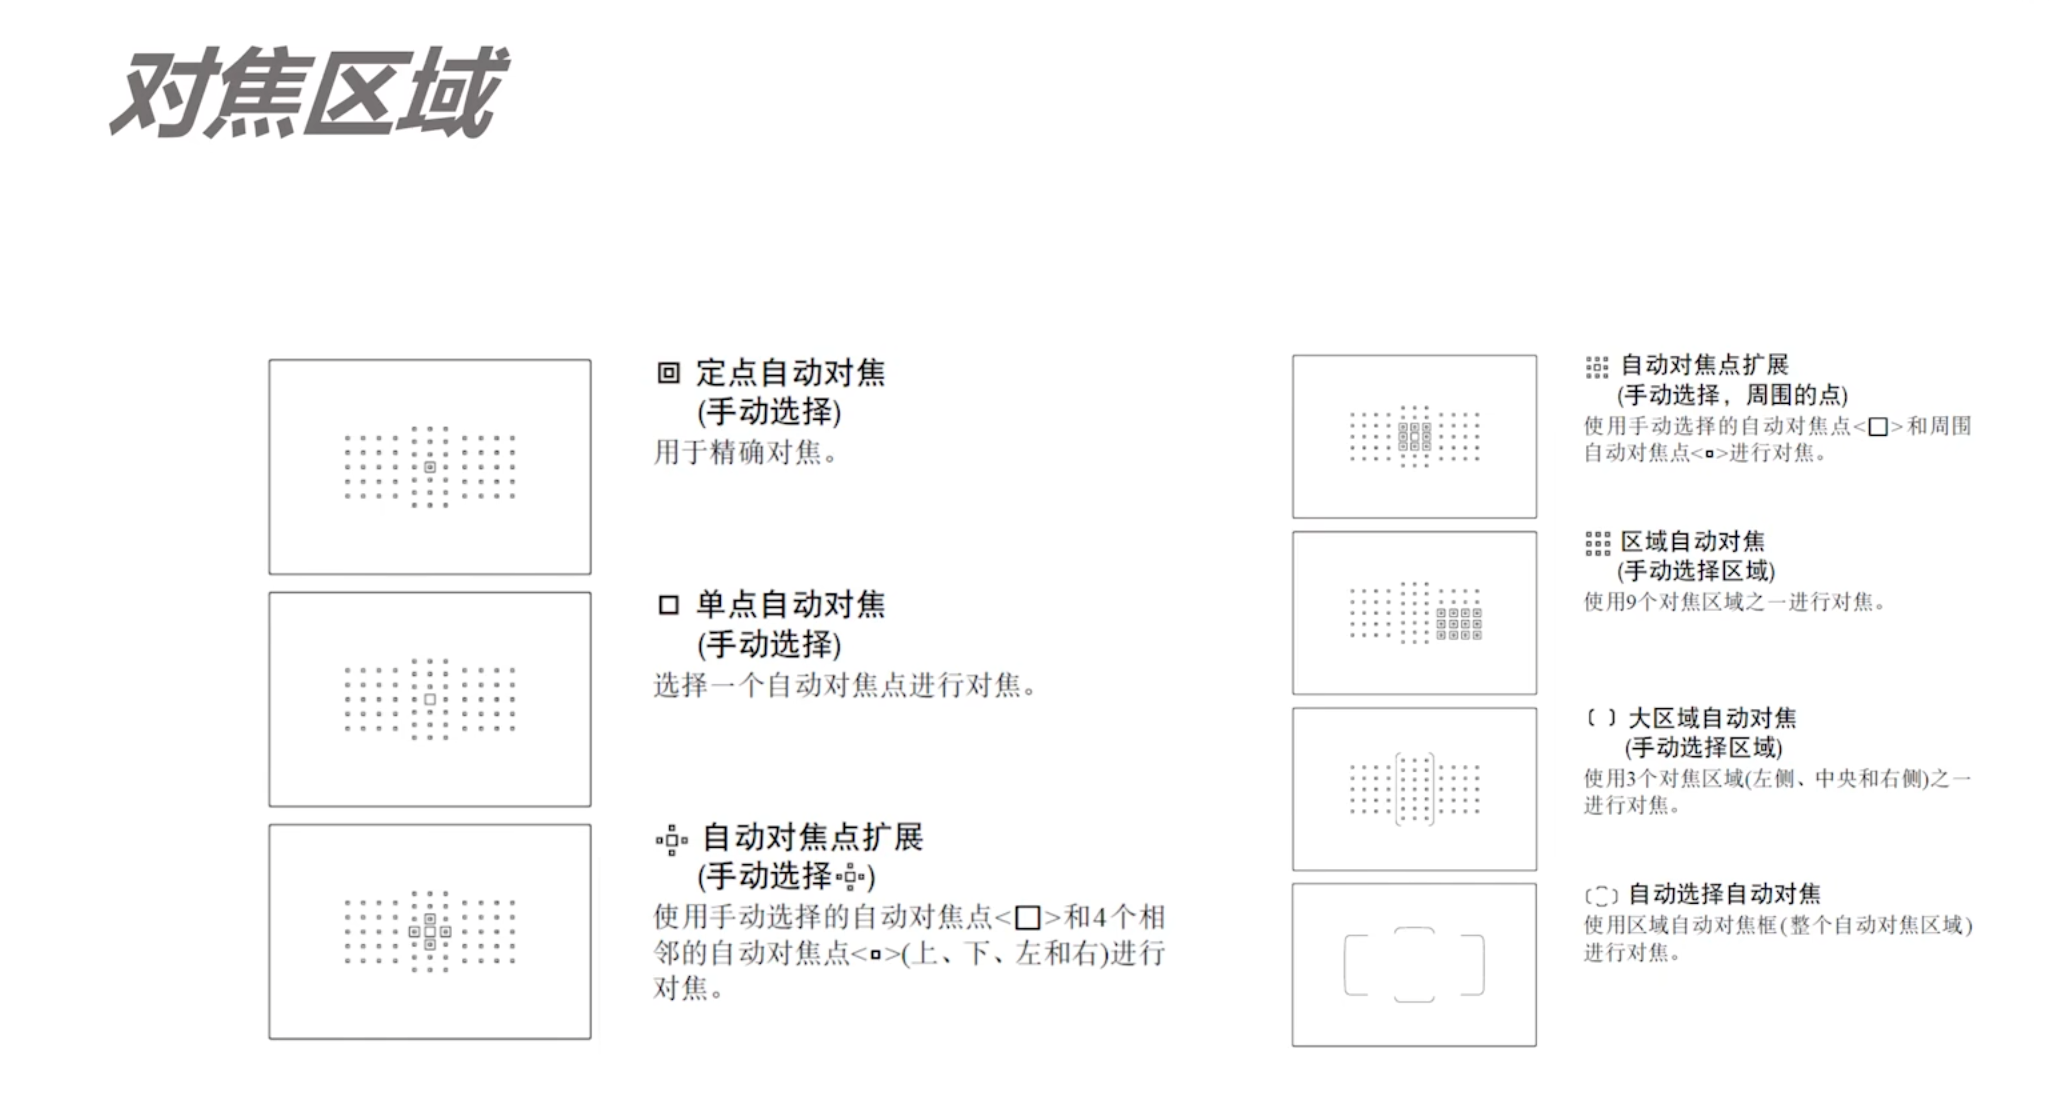 对焦区域
定点自动对焦
(手动选择)
用于精确对焦。
单点自动对焦
(手动选择)
选择一个自动对焦点进行对焦。
自动对焦点扩展
(手动选择)
使用手动选择的自动对焦点<□>和4个相
邻的自动对焦点<▫>(上、下、左和右)进行
对焦。
自动对焦点扩展
(手动选择，周围的点)
使用手动选择的自动对焦点<□>和周围
自动对焦点<▫>进行对焦。
区域自动对焦
(手动选择区域)
使用9个对焦区域之一进行对焦。
大区域自动对焦
(手动选择区域)
使用3个对焦区域(左侧、中央和右侧)之一
进行对焦。
自动选择自动对焦
使用区域自动对焦框(整个自动对焦区域)
进行对焦。